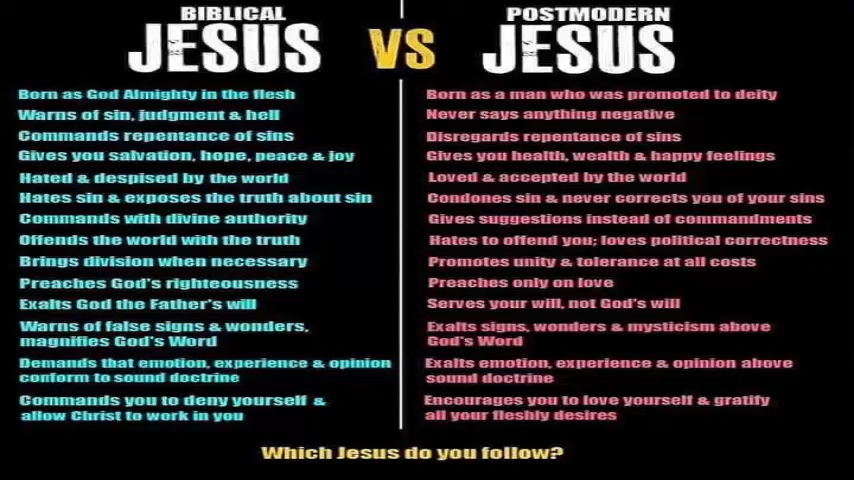 BIBLICAL
JESUS
VS
POSTMODERN
JESUS
Born as God Almighty in the flesh
Warns of sin, judgment & hell
Commands repentance of sins
Gives you salvation, hope, peace & joy
Hated & despised by the world
Hates sin & exposes the truth about sin
Commands with divine authority
Offends the world with the truth
Brings division when necessary
Preaches God's righteousness
Exalts God the Father's will
Warns of false signs & wonders,
magnifies God's Word
Demands that emotion, experience & opinion
conform to sound doctrine
Commands you to deny yourself &
allow Christ to work in you
Born as a man who was promoted to deity
Never says anything negative
Disregards repentance of sins
Gives you health, wealth & happy feelings
Loved & accepted by the world
Condones sin & never corrects you of your sins
Gives suggestions instead of commandments
Hates to offend you; loves political correctness
Promotes unity & tolerance at all costs
Preaches only on love
Serves your will, not God's will
Exalts signs, wonders & mysticism above
God's Word
Exalts emotion, experience & opinion above
sound doctrine
Encourages you to love yourself & gratify
all your fleshly desires
Which Jesus do you follow?